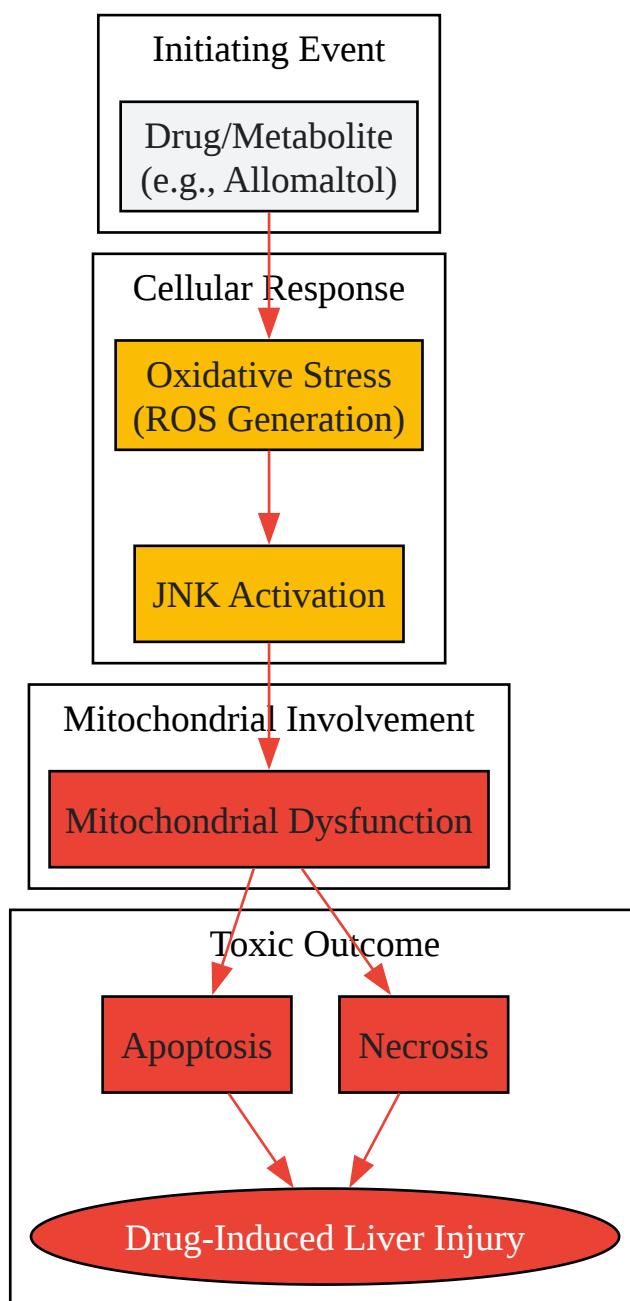 Initiating Event
Drug/Metabolite
(e.g., Allomaltol)
Cellular Response
Oxidative Stress
(ROS Generation)
JNK Activation
Mitochondrial Involvement
Mitochondrial Dysfunction
Toxic Outcome
Apoptosis
Necrosis
Drug-Induced Liver Injury